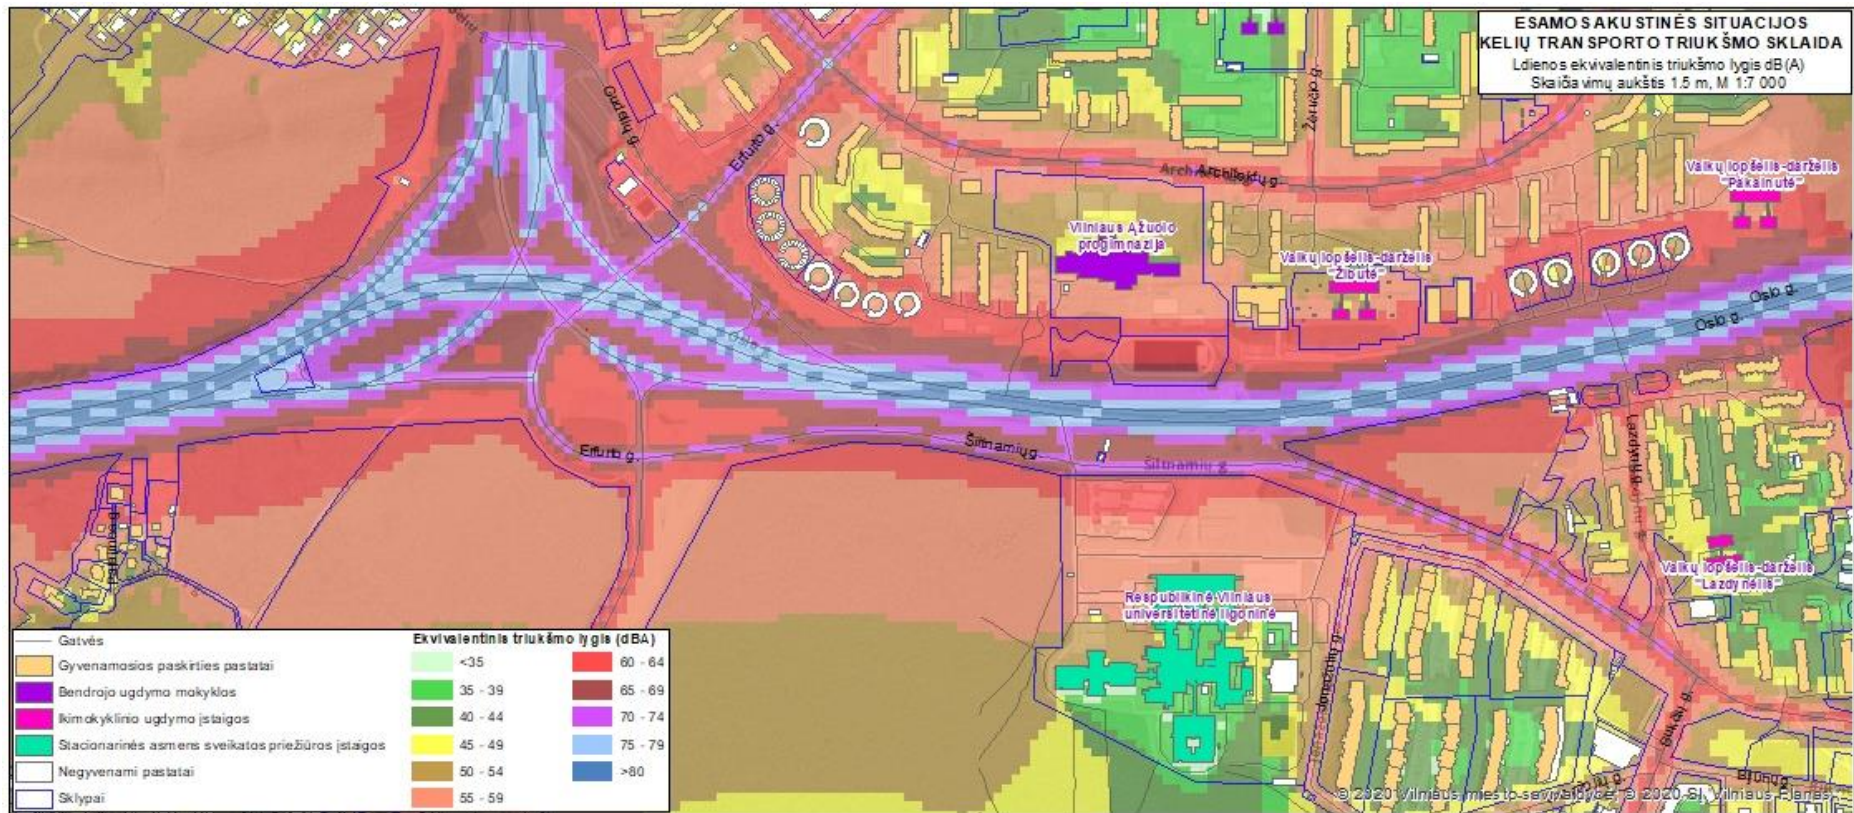 ESAMOS AKUSTINĖS SITUACIJOS
KELIŲ TRANSPORTO TRIUKŠMO SKLAIDA
Ldienos ekvivalentinis triukšmo lygis dB(A)
Skaičiavimų aukštis 1.5 m, M 1:7 000
Gudelių g.
Erfurto g.
Žėručio g.
Architektų g.
Vaikų lopšelis-darželis
"Pakalnutė"
Vilniaus Ąžuolo
progimnazija
Vaikų lopšelis-darželis
"Žibutė"
Oslo g.
Oslo g.
Oslo g.
Erfurto g.
Šiltnamių g.
Šiltnamių g.
Lazdynų g.
Vaikų lopšelis-darželis
"Lazdynėlis"
Respublikinė Vilniaus
universitetinė ligoninė
Bukčių g.
Bijūnų g.
Gatvės
Gyvenamosios paskirties pastatai
Bendrojo ugdymo mokyklos
Ikimokyklinio ugdymo įstaigos
Stacionarinės asmens sveikatos priežiūros įstaigos
Negyvenami pastatai
Sklypai
Ekvivalentinis triukšmo lygis (dBA)
<35
35 - 39
40 - 44
45 - 49
50 - 54
55 - 59
60 - 64
65 - 69
70 - 74
75 - 79
>80
© 2020 Vilniaus miesto savivaldybė, © 2020 SĮ „Vilniaus Planas